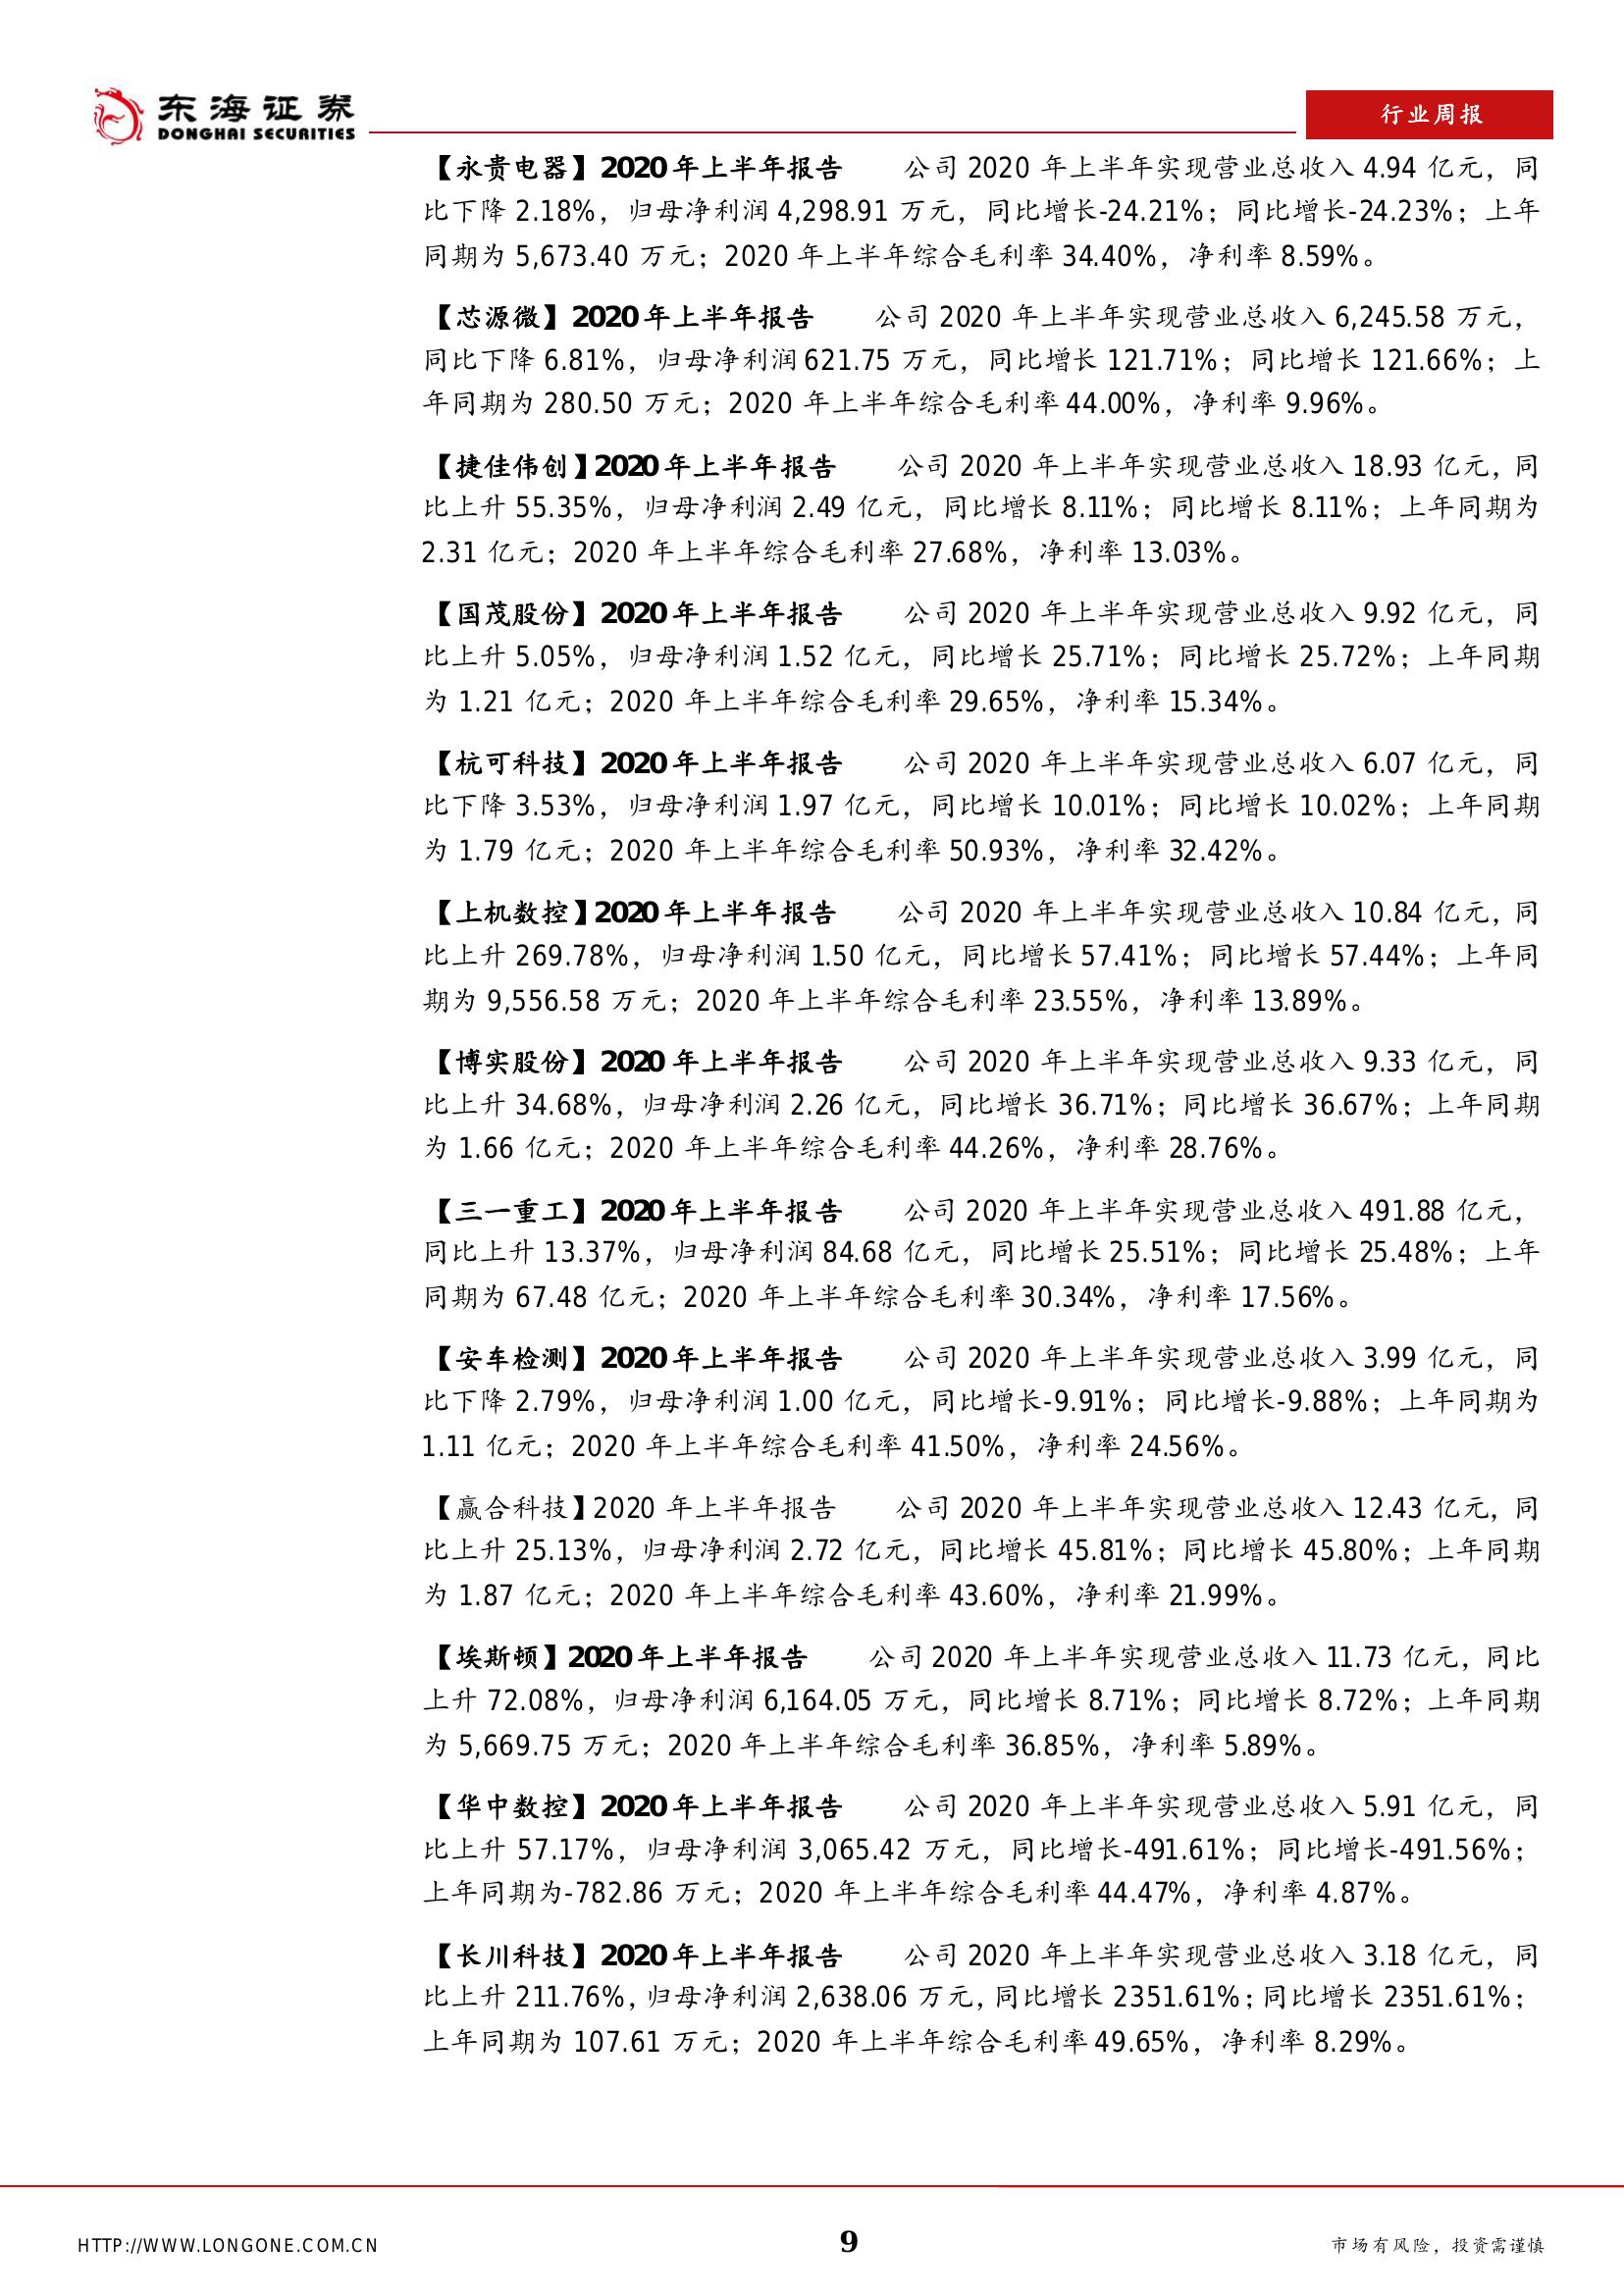 东海证券
DONGHAI SECURITIES
行业周报
【永贵电器】2020年上半年报告 公司 2020 年上半年实现营业总收入 4.94 亿元，同
比下降 2.18%，归母净利润 4,298.91 万元，同比增长-24.21%；同比增长-24.23%；上年
同期为 5,673.40 万元；2020 年上半年综合毛利率 34.40%，净利率 8.59%。
【芯源微】2020年上半年报告 公司 2020 年上半年实现营业总收入 6,245.58 万元，
同比下降 6.81%，归母净利润 621.75 万元，同比增长 121.71%；同比增长 121.66%；上
年同期为 280.50 万元；2020 年上半年综合毛利率 44.00%，净利率 9.96%。
【捷佳伟创】2020年上半年报告 公司 2020 年上半年实现营业总收入 18.93 亿元，同
比上升 55.35%，归母净利润 2.49 亿元，同比增长 8.11%；同比增长 8.11%；上年同期为
2.31 亿元；2020 年上半年综合毛利率 27.68%，净利率 13.03%。
【国茂股份】2020年上半年报告 公司 2020 年上半年实现营业总收入 9.92 亿元，同
比上升 5.05%，归母净利润 1.52 亿元，同比增长 25.71%；同比增长 25.72%；上年同期
为 1.21 亿元；2020 年上半年综合毛利率 29.65%，净利率 15.34%。
【杭可科技】2020年上半年报告 公司 2020 年上半年实现营业总收入 6.07 亿元，同
比下降 3.53%，归母净利润 1.97 亿元，同比增长 10.01%；同比增长 10.02%；上年同期
为 1.79 亿元；2020 年上半年综合毛利率 50.93%，净利率 32.42%。
【上机数控】2020年上半年报告 公司 2020 年上半年实现营业总收入 10.84 亿元，同
比上升 269.78%，归母净利润 1.50 亿元，同比增长 57.41%；同比增长 57.44%；上年同
期为 9,556.58 万元；2020 年上半年综合毛利率 23.55%，净利率 13.89%。
【博实股份】2020年上半年报告 公司 2020 年上半年实现营业总收入 9.33 亿元，同
比上升 34.68%，归母净利润 2.26 亿元，同比增长 36.71%；同比增长 36.67%；上年同期
为 1.66 亿元；2020 年上半年综合毛利率 44.26%，净利率 28.76%。
【三一重工】2020年上半年报告 公司 2020 年上半年实现营业总收入 491.88 亿元，
同比上升 13.37%，归母净利润 84.68 亿元，同比增长 25.51%；同比增长 25.48%；上年
同期为 67.48 亿元；2020 年上半年综合毛利率 30.34%，净利率 17.56%。
【安车检测】2020年上半年报告 公司 2020 年上半年实现营业总收入 3.99 亿元，同
比下降 2.79%，归母净利润 1.00 亿元，同比增长-9.91%；同比增长-9.88%；上年同期为
1.11 亿元；2020 年上半年综合毛利率 41.50%，净利率 24.56%。
【赢合科技】2020 年上半年报告 公司 2020 年上半年实现营业总收入 12.43 亿元，同
比上升 25.13%，归母净利润 2.72 亿元，同比增长 45.81%；同比增长 45.80%；上年同期
为 1.87 亿元；2020 年上半年综合毛利率 43.60%，净利率 21.99%。
【埃斯顿】2020年上半年报告 公司 2020 年上半年实现营业总收入 11.73 亿元，同比
上升 72.08%，归母净利润 6,164.05 万元，同比增长 8.71%；同比增长 8.72%；上年同期
为 5,669.75 万元；2020 年上半年综合毛利率 36.85%，净利率 5.89%。
【华中数控】2020年上半年报告 公司 2020 年上半年实现营业总收入 5.91 亿元，同
比上升 57.17%，归母净利润 3,065.42 万元，同比增长-491.61%；同比增长-491.56%；
上年同期为-782.86 万元；2020 年上半年综合毛利率 44.47%，净利率 4.87%。
【长川科技】2020年上半年报告 公司 2020 年上半年实现营业总收入 3.18 亿元，同
比上升 211.76%，归母净利润 2,638.06 万元，同比增长 2351.61%；同比增长 2351.61%；
上年同期为 107.61 万元；2020 年上半年综合毛利率 49.65%，净利率 8.29%。
HTTP://WWW.LONGONE.COM.CN
9
市场有风险，投资需谨慎